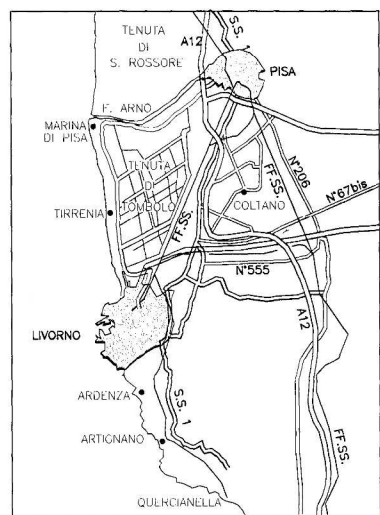 TENUTA
DI
S. ROSSORE
A12
S.S. 1
PISA
F. ARNO
MARINA
DI PISA
TENUTA
DI
TOMBOLO
FF.SS.
FF.SS.
N°206
N°67bis
COLTANO
TIRRENIA
N°555
A12
LIVORNO
ARDENZA
S.S. 1
ARTIGNANO
FF.SS.
QUERCIANELLA